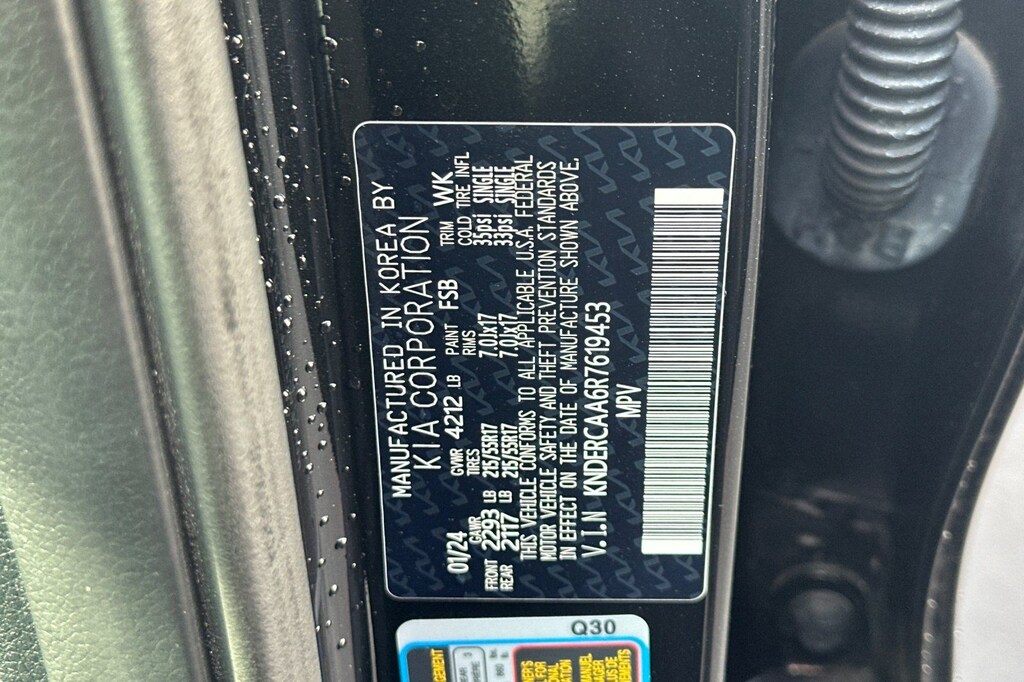 MANUFACTURED IN KOREA BY
KIA CORPORATION
01/24 GVWR 4212 LB PAINT FSB TRIM WK
GAWR TIRES RIMS COLD TIRE INFL
FRONT 2293 LB 215/55R17 7.0Jx17 35psi SINGLE
REAR 2117 LB 215/55R17 7.0Jx17 33psi SINGLE
THIS VEHICLE CONFORMS TO ALL APPLICABLE U.S.A. FEDERAL
MOTOR VEHICLE SAFETY AND THEFT PREVENTION STANDARDS
IN EFFECT ON THE DATE OF MANUFACTURE SHOWN ABOVE.
V.I.N KNDERCAA6R7619453
MPV
Q30